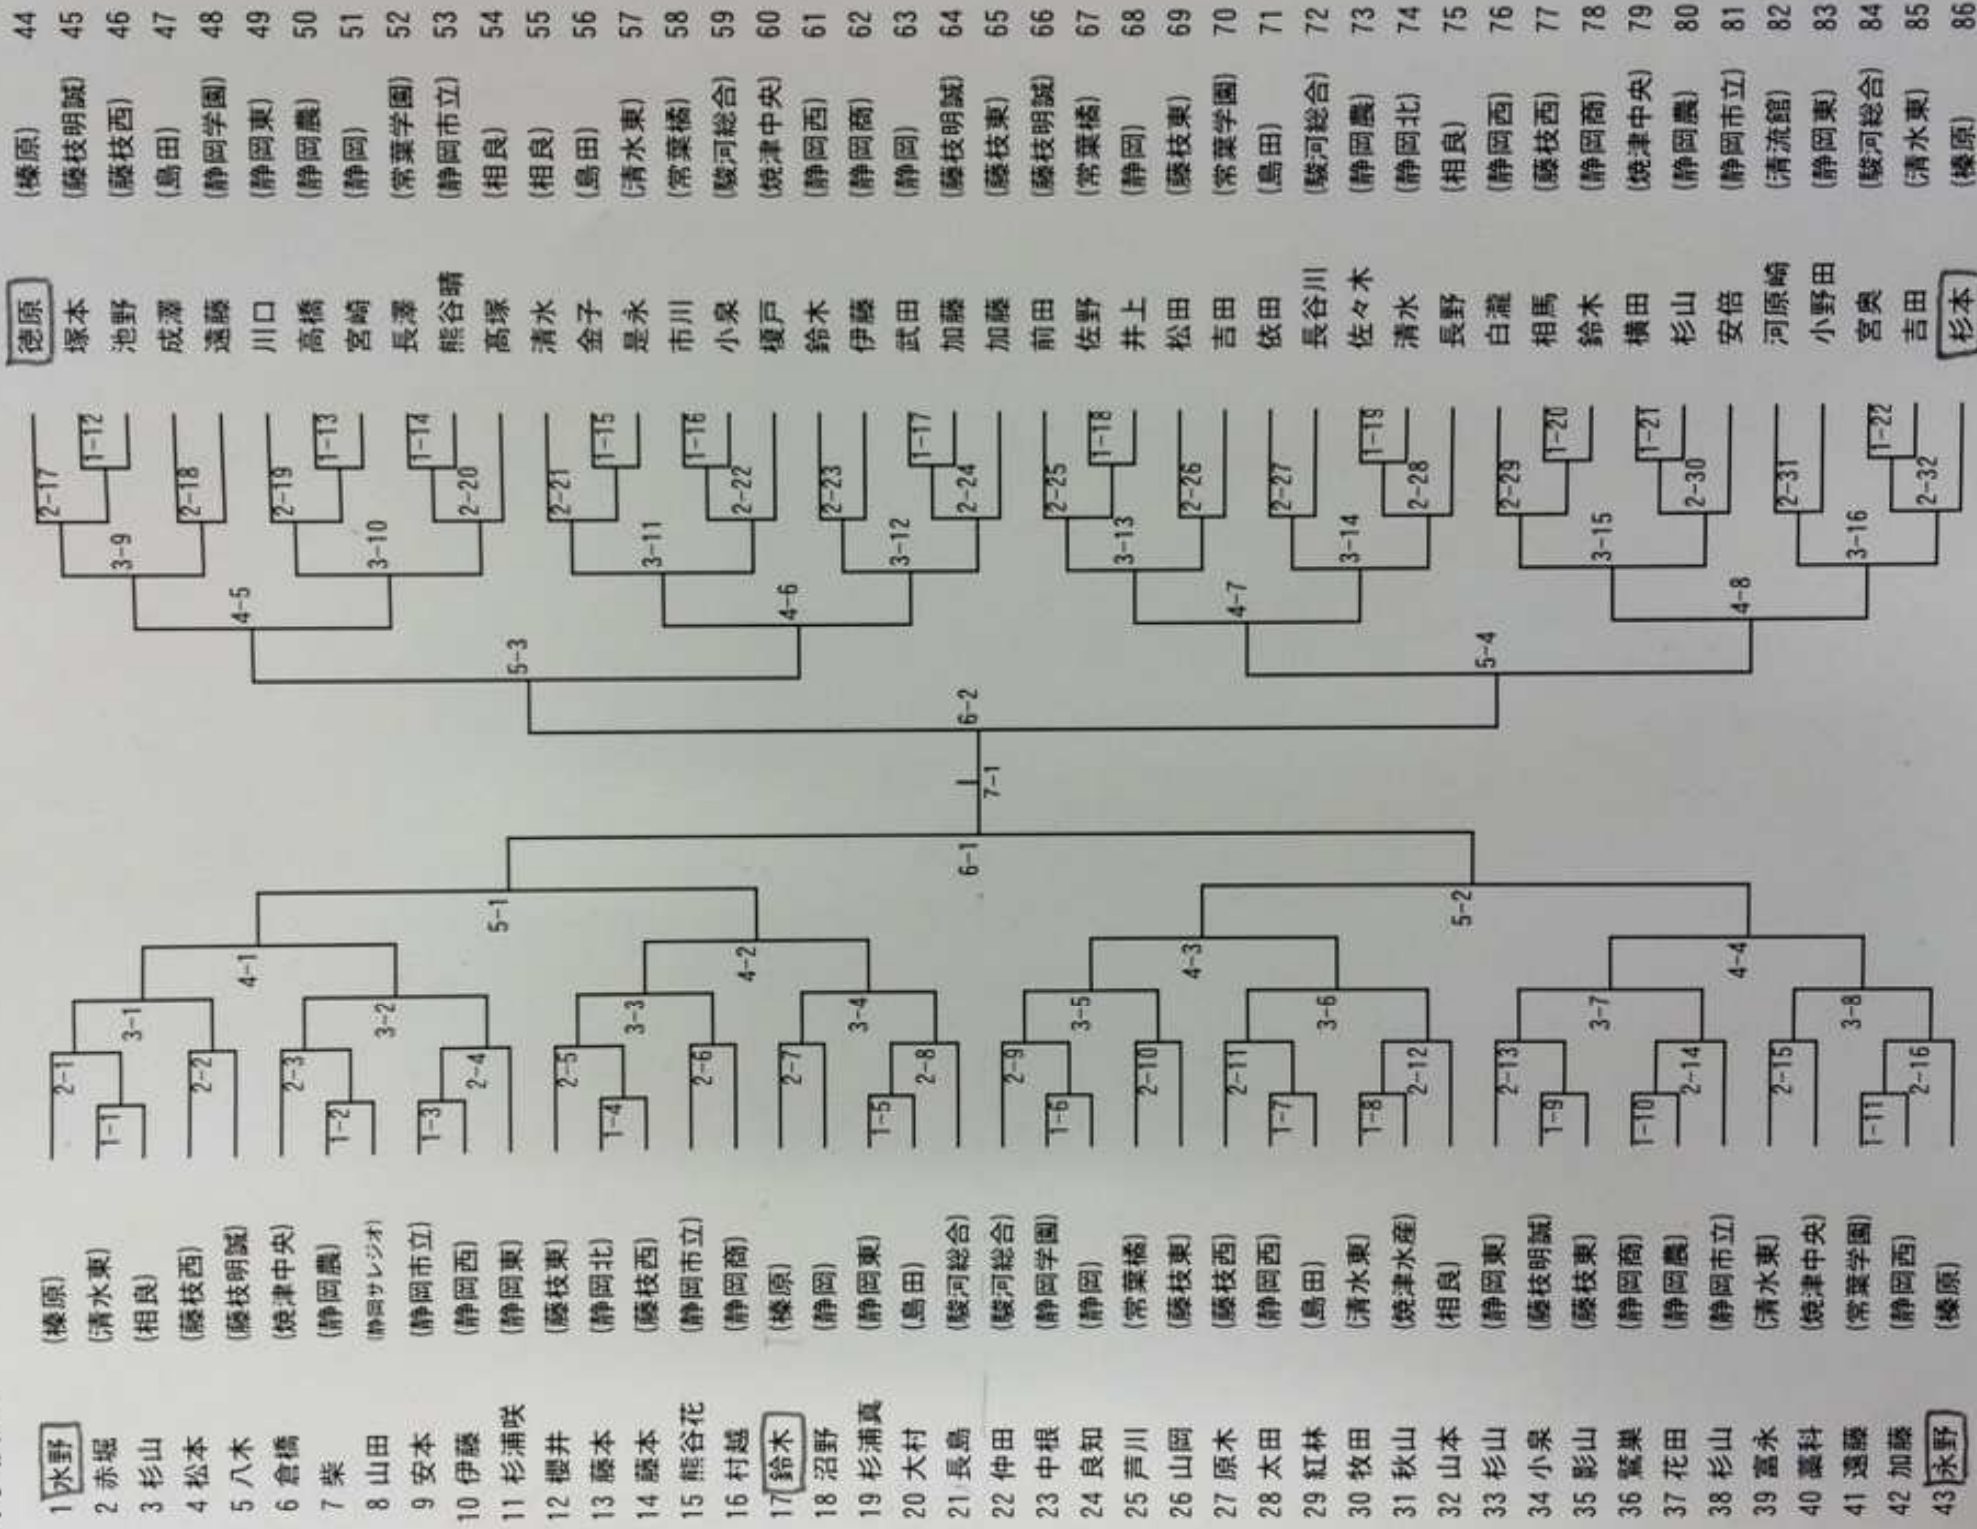 1 水野 (榛原)
2 赤堀 (清水東)
3 杉山 (相良)
4 松本 (藤枝西)
5 八木 (藤枝明誠)
6 倉橋 (焼津中央)
7 柴 (静岡農)
8 山田 (静岡サレジオ)
9 安本 (静岡市立)
10 伊藤 (静岡西)
11 杉浦咲 (静岡東)
12 櫻井 (藤枝東)
13 藤本 (静岡北)
14 藤本 (藤枝西)
15 熊谷花 (静岡市立)
16 村越 (静岡商)
17 鈴木 (榛原)
18 沼野 (静岡)
19 杉浦真 (静岡東)
20 大村 (島田)
21 長島 (駿河総合)
22 仲田 (駿河総合)
23 中根 (静岡学園)
24 良知 (静岡)
25 芦川 (常葉橘)
26 山岡 (藤枝東)
27 原木 (藤枝西)
28 太田 (静岡西)
29 紅林 (島田)
30 牧田 (清水東)
31 秋山 (焼津水産)
32 山本 (相良)
33 杉山 (静岡東)
34 小泉 (藤枝明誠)
35 影山 (藤枝東)
36 鷲巣 (静岡商)
37 花田 (静岡農)
38 杉山 (静岡市立)
39 富永 (清水東)
40 藁科 (焼津中央)
41 遠藤 (常葉学園)
42 加藤 (静岡西)
43 永野 (榛原)
1-1
1-2
1-3
1-4
1-5
1-6
1-7
1-8
1-9
1-10
1-11
2-1
2-2
2-3
2-4
2-5
2-6
2-7
2-8
2-9
2-10
2-11
2-12
2-13
2-14
2-15
2-16
3-1
3-2
3-3
3-4
3-5
3-6
3-7
3-8
4-1
4-2
4-3
4-4
5-1
5-2
6-1
7-1
6-2
5-3
5-4
4-5
4-6
4-7
4-8
3-9
3-10
3-11
3-12
3-13
3-14
3-15
3-16
2-17
2-18
2-19
2-20
2-21
2-22
2-23
2-24
2-25
2-26
2-27
2-28
2-29
2-30
2-31
2-32
1-12
1-13
1-14
1-15
1-16
1-17
1-18
1-19
1-20
1-21
1-22
徳原 (榛原) 44
塚本 (藤枝明誠) 45
池野 (藤枝西) 46
成澤 (島田) 47
遠藤 (静岡学園) 48
川口 (静岡東) 49
高橋 (静岡農) 50
宮崎 (静岡) 51
長澤 (常葉学園) 52
熊谷晴 (静岡市立) 53
髙塚 (相良) 54
清水 (相良) 55
金子 (島田) 56
是永 (清水東) 57
市川 (常葉橘) 58
小泉 (駿河総合) 59
榎戸 (焼津中央) 60
鈴木 (静岡西) 61
伊藤 (静岡商) 62
武田 (静岡) 63
加藤 (藤枝明誠) 64
加藤 (藤枝東) 65
前田 (藤枝明誠) 66
佐野 (常葉橘) 67
井上 (静岡) 68
松田 (藤枝東) 69
吉田 (常葉学園) 70
依田 (島田) 71
長谷川 (駿河総合) 72
佐々木 (静岡農) 73
清水 (静岡北) 74
長野 (相良) 75
白瀧 (静岡西) 76
相馬 (藤枝西) 77
鈴木 (静岡商) 78
横田 (焼津中央) 79
杉山 (静岡農) 80
安倍 (静岡市立) 81
河原崎 (清流館) 82
小野田 (静岡東) 83
宮奥 (駿河総合) 84
吉田 (清水東) 85
杉本 (榛原) 86